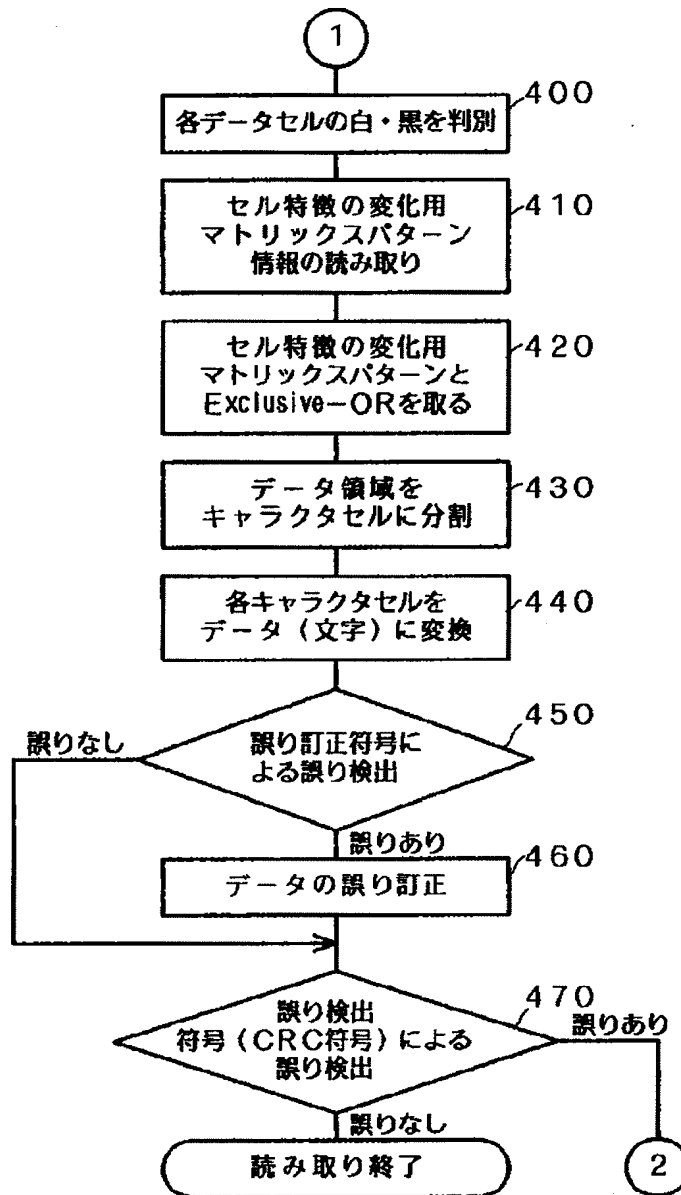 1
400
各データセルの白・黒を判別
410
セル特徴の変化用
マトリックスパターン
情報の読み取り
420
セル特徴の変化用
マトリックスパターンと
Exclusive-ORを取る
430
データ領域を
キャラクタセルに分割
440
各キャラクタセルを
データ(文字)に変換
450
誤りなし
誤り訂正符号に
よる誤り検出
誤りあり
460
データの誤り訂正
470
誤り検出
符号(CRC符号)による
誤り検出
誤りあり
誤りなし
読み取り終了
2